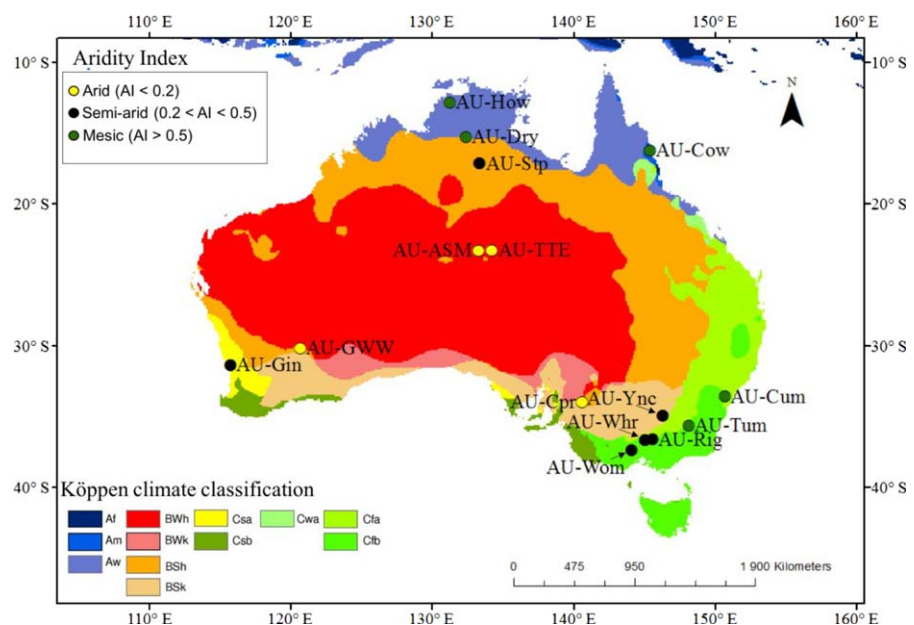 110° E 120° E 130° E 140° E 150° E 160° E
10° S
20° S
30° S
40° S
Aridity Index
Arid (AI < 0.2)
Semi-arid (0.2 < AI < 0.5)
Mesic (AI > 0.5)
N
AU-How
AU-Dry
AU-Stp
AU-Cow
AU-ASM AU-TTE
AU-GWW
AU-Gin
AU-Cpr AU-Ync
AU-Cum
AU-Whr
AU-Tum
AU-Rig
AU-Wom
Köppen climate classification
Af BWh Csa Cwa Cfa
Am BWk Csb Cfb
Aw BSh
BSk
0 475 950 1 900 Kilometers
110° E 120° E 130° E 140° E 150° E 160° E
10° S
20° S
30° S
40° S